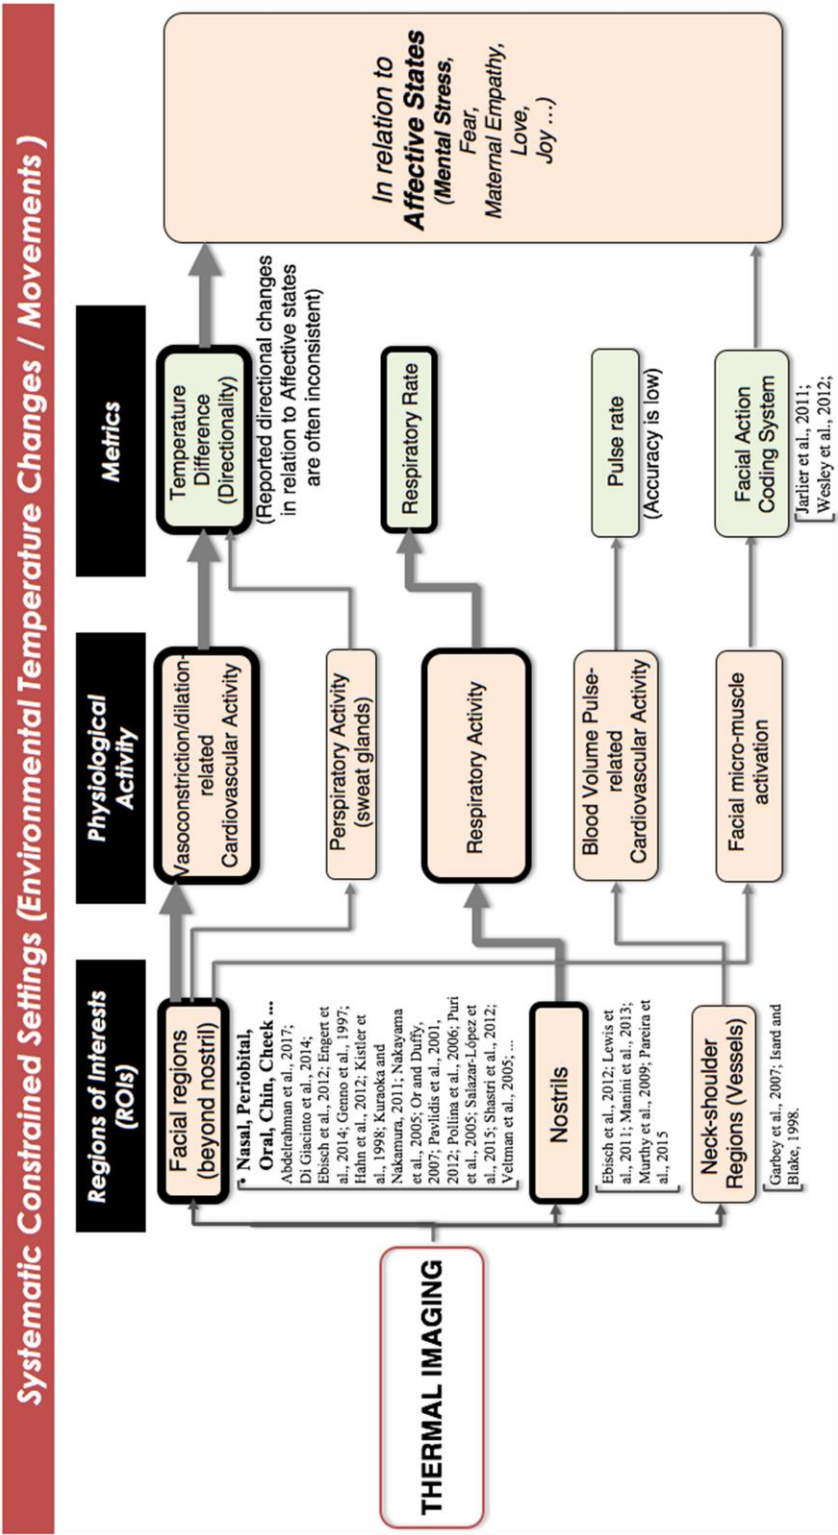 Systematic Constrained Settings (Environmental Temperature Changes / Movements )
Regions of Interests
(ROIs)
Physiological
Activity
Metrics
THERMAL IMAGING
Facial regions
(beyond nostril)
• Nasal, Periobital,
Oral, Chin, Cheek ...
Abdelrahman et al., 2017;
Di Giacinto et al., 2014;
Ebisch et al., 2012; Engert et
al., 2014; Genno et al., 1997;
Hahn et al., 2012; Kistler et
al., 1998; Kuraoka and
Nakamura, 2011; Nakayama
et al., 2005; Or and Duffy,
2007; Pavlidis et al., 2001,
2012; Pollina et al., 2006; Puri
et al., 2005; Salazar-López et
al., 2015; Shastri et al., 2012;
Veltman et al., 2005; ...
Nostrils
Ebisch et al., 2012; Lewis et
al., 2011; Manini et al., 2013;
Murthy et al., 2009; Pareira et
al., 2015
Neck-shoulder
Regions (Vessels)
Garbey et al., 2007; Isard and
Blake, 1998.
Vasoconstriction/dilation-
related
Cardiovascular Activity
Perspiratory Activity
(sweat glands)
Respiratory Activity
Blood Volume Pulse-
related
Cardiovascular Activity
Facial micro-muscle
activation
Temperature
Difference
(Directionality)
(Reported directional changes
in relation to Affective states
are often inconsistent)
Respiratory Rate
Pulse rate
(Accuracy is low)
Facial Action
Coding System
Jarlier et al., 2011;
Wesley et al., 2012;
In relation to
Affective States
(Mental Stress,
Fear,
Maternal Empathy,
Love,
Joy ...)